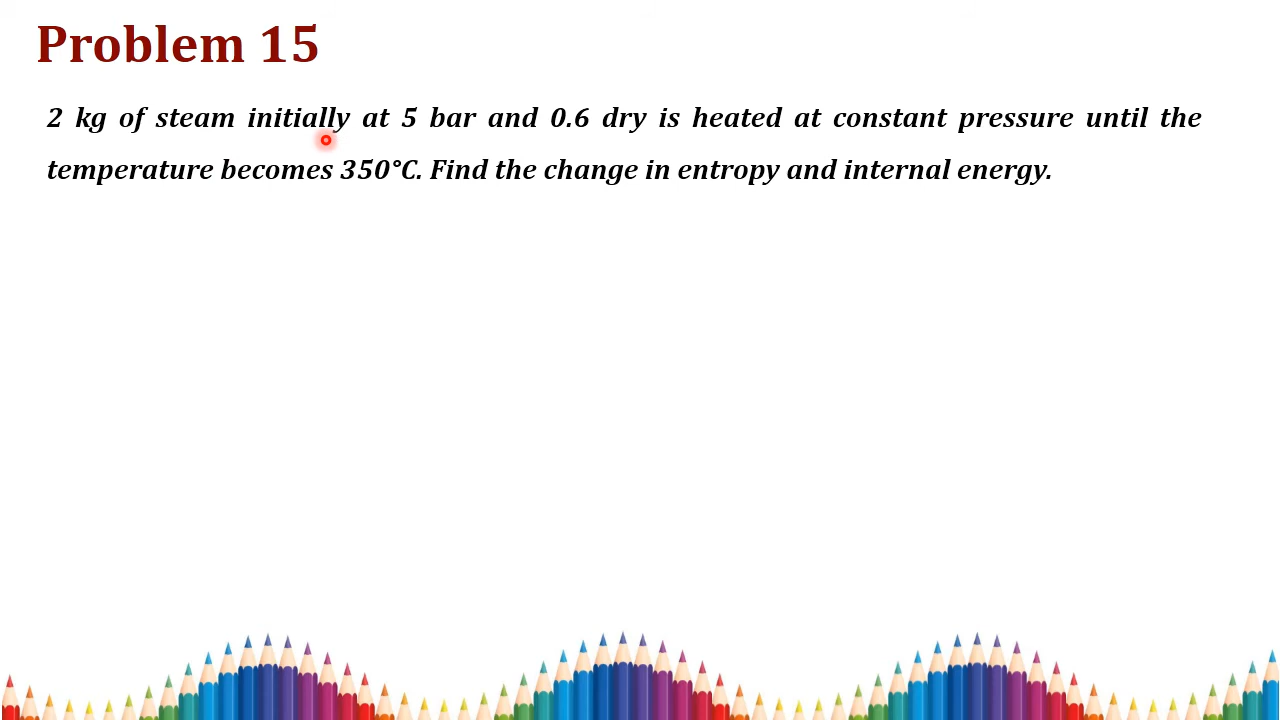 Problem 15
2 kg of steam initially at 5 bar and 0.6 dry is heated at constant pressure until the
temperature becomes 350°C. Find the change in entropy and internal energy.